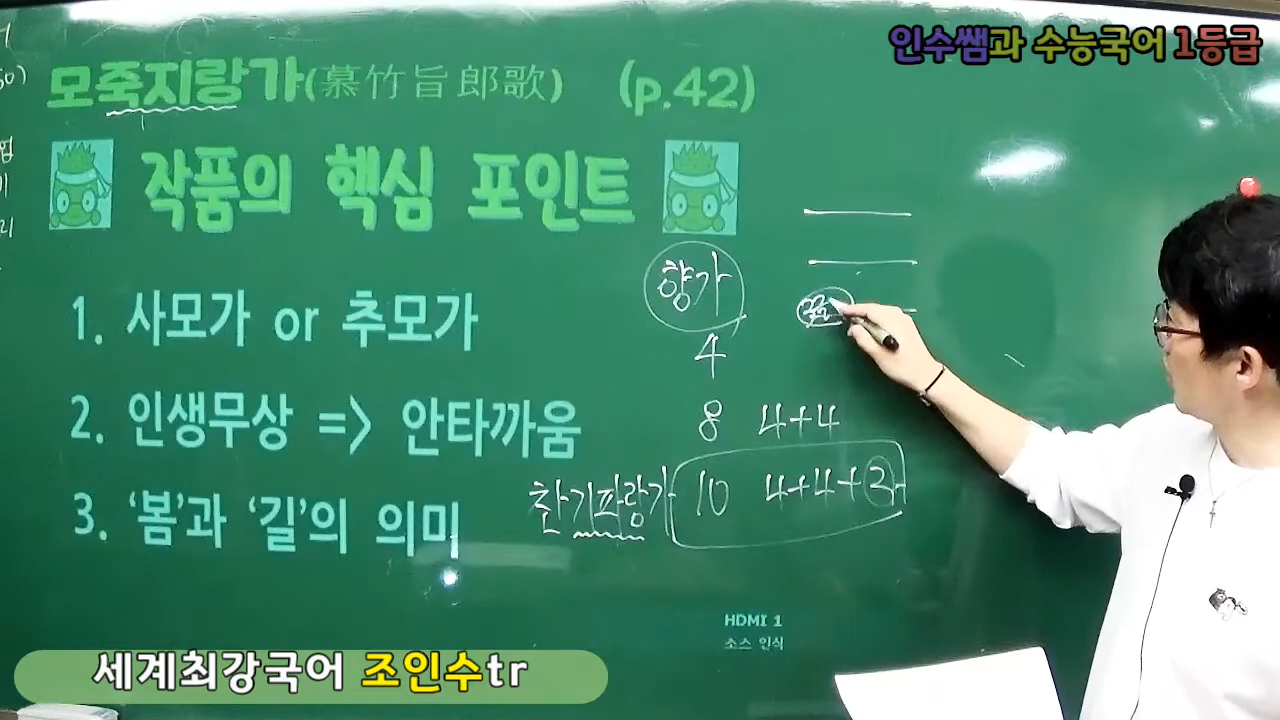 인수쌤과 수능국어 1등급
모죽지랑가(慕竹旨郎歌) (p.42)
작품의 핵심 포인트
1. 사모가 or 추모가
2. 인생무상 => 안타까움
3. ‘봄’과 ‘길’의 의미
향가
4
8 4+4
찬기파랑가 10 4+4+2
HDMI 1
소스 인식
세계최강국어 조인수tr